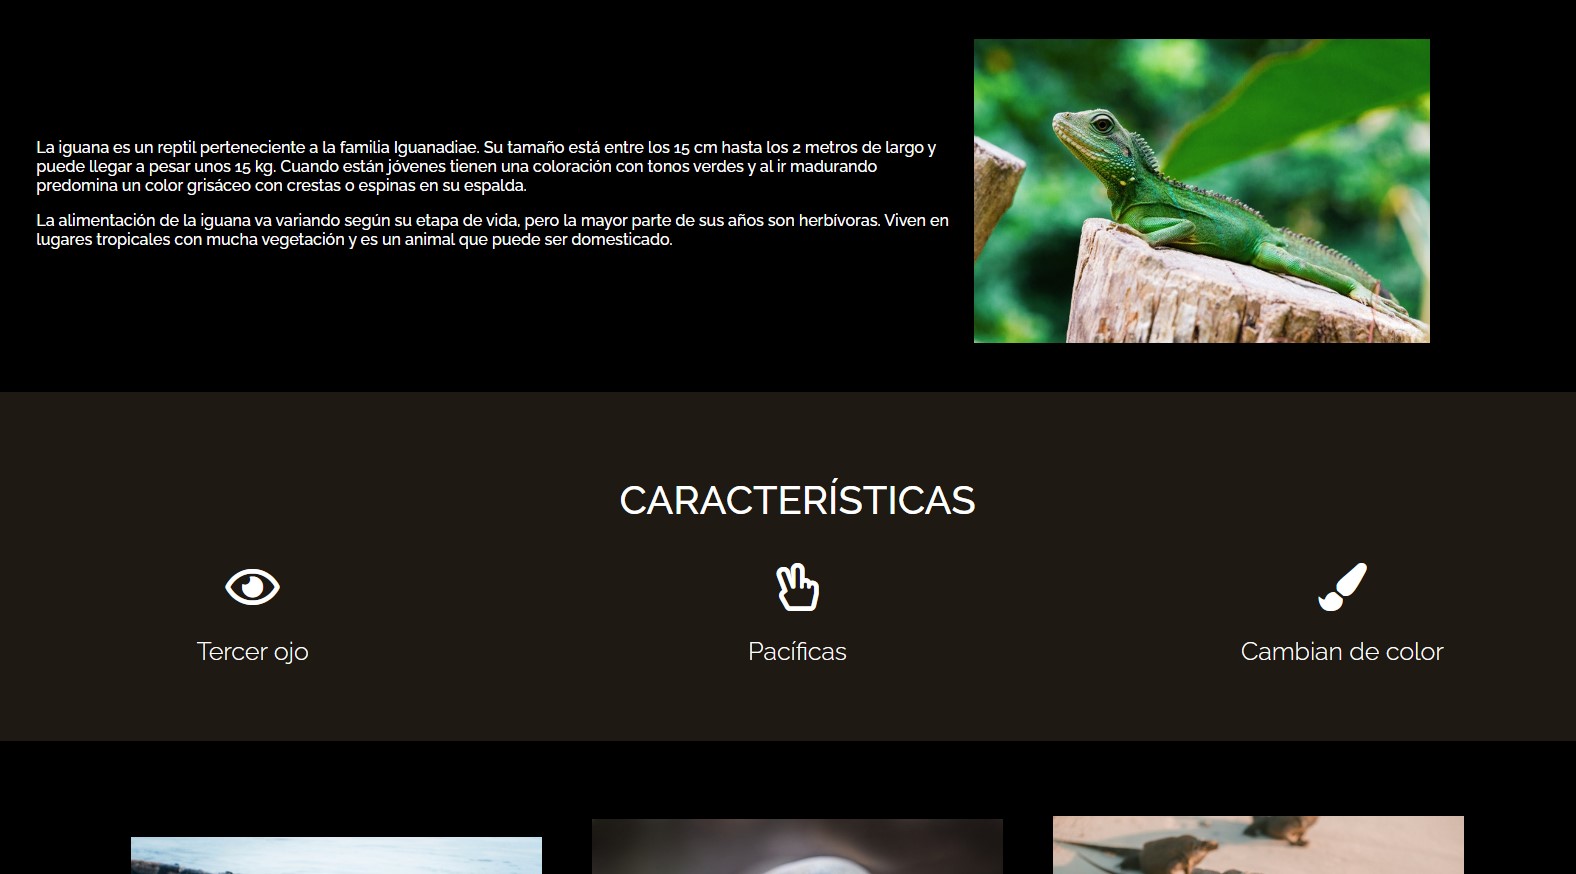 La iguana es un reptil perteneciente a la familia Iguanadiae. Su tamaño está entre los 15 cm hasta los 2 metros de largo y
puede llegar a pesar unos 15 kg. Cuando están jóvenes tienen una coloración con tonos verdes y al ir madurando
predomina un color grisáceo con crestas o espinas en su espalda.
La alimentación de la iguana va variando según su etapa de vida, pero la mayor parte de sus años son herbívoras. Viven en
lugares tropicales con mucha vegetación y es un animal que puede ser domesticado.
CARACTERÍSTICAS
Tercer ojo
Pacíficas
Cambian de color